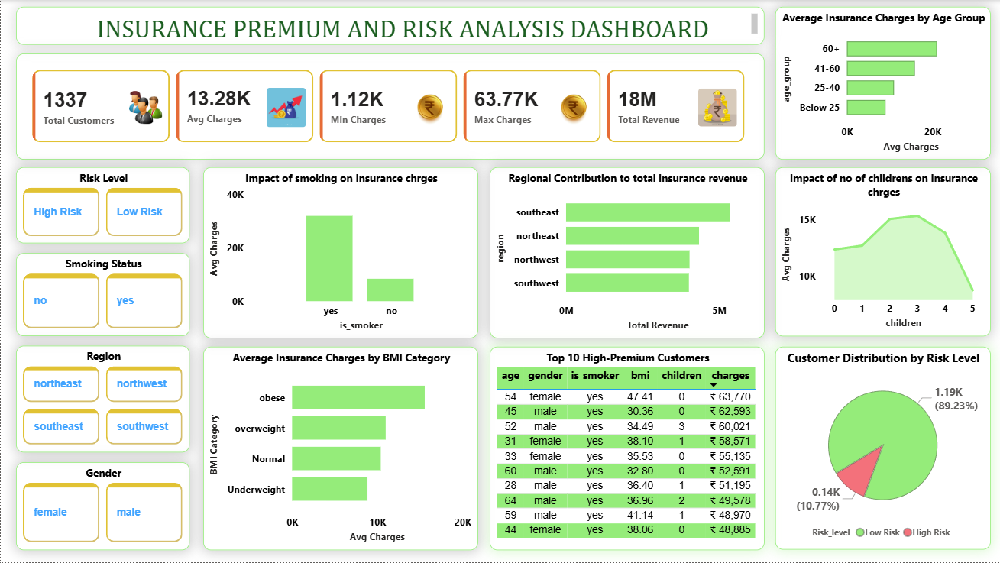 INSURANCE PREMIUM AND RISK ANALYSIS DASHBOARD
1337
Total Customers
13.28K
Avg Charges
1.12K
Min Charges
63.77K
Max Charges
18M
Total Revenue
Average Insurance Charges by Age Group
age_group
60+
41-60
25-40
Below 25
0K 20K
Avg Charges
Risk Level
High Risk Low Risk
Smoking Status
no yes
Region
northeast northwest
southeast southwest
Gender
female male
Impact of smoking on Insurance chrges
Avg Charges
40K
20K
0K
yes no
is_smoker
Regional Contribution to total insurance revenue
region
southeast
northeast
northwest
southwest
0M 5M
Total Revenue
Impact of no of childrens on Insurance
chrges
Avg Charges
15K
10K
0 1 2 3 4 5
children
Average Insurance Charges by BMI Category
BMI Category
obese
overweight
Normal
Underweight
0K 10K 20K
Avg Charges
Top 10 High-Premium Customers
age gender is_smoker bmi children charges
54 female yes 47.41 0 ₹ 63,770
45 male yes 30.36 0 ₹ 62,593
52 male yes 34.49 3 ₹ 60,021
31 female yes 38.10 1 ₹ 58,571
33 female yes 35.53 0 ₹ 55,135
60 male yes 32.80 0 ₹ 52,591
28 male yes 36.40 1 ₹ 51,195
64 male yes 36.96 2 ₹ 49,578
59 male yes 41.14 1 ₹ 48,970
44 female yes 38.06 0 ₹ 48,885
Customer Distribution by Risk Level
1.19K
(89.23%)
0.14K
(10.77%)
Risk_level Low Risk High Risk